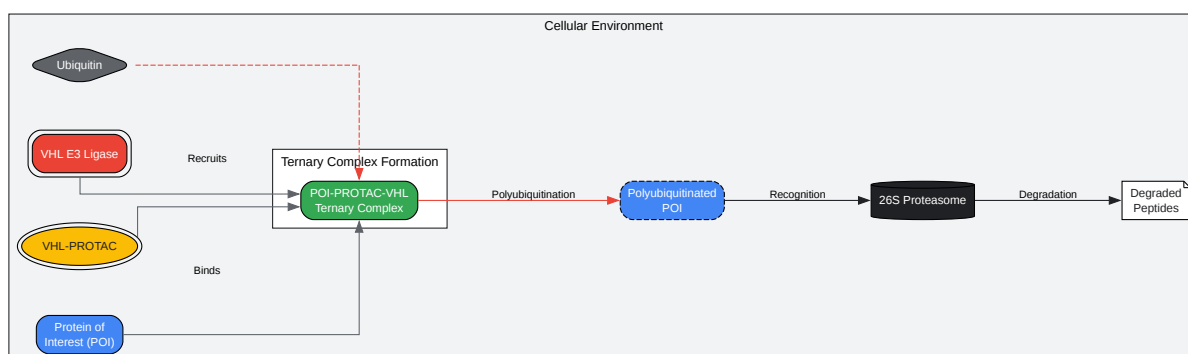 Cellular Environment
Ubiquitin
VHL E3 Ligase
Recruits
Ternary Complex Formation
POI-PROTAC-VHL
Ternary Complex
Polyubiquitination
Polyubiquitinated
POI
Recognition
26S Proteasome
Degradation
Degraded
Peptides
VHL-PROTAC
Binds
Protein of
Interest (POI)